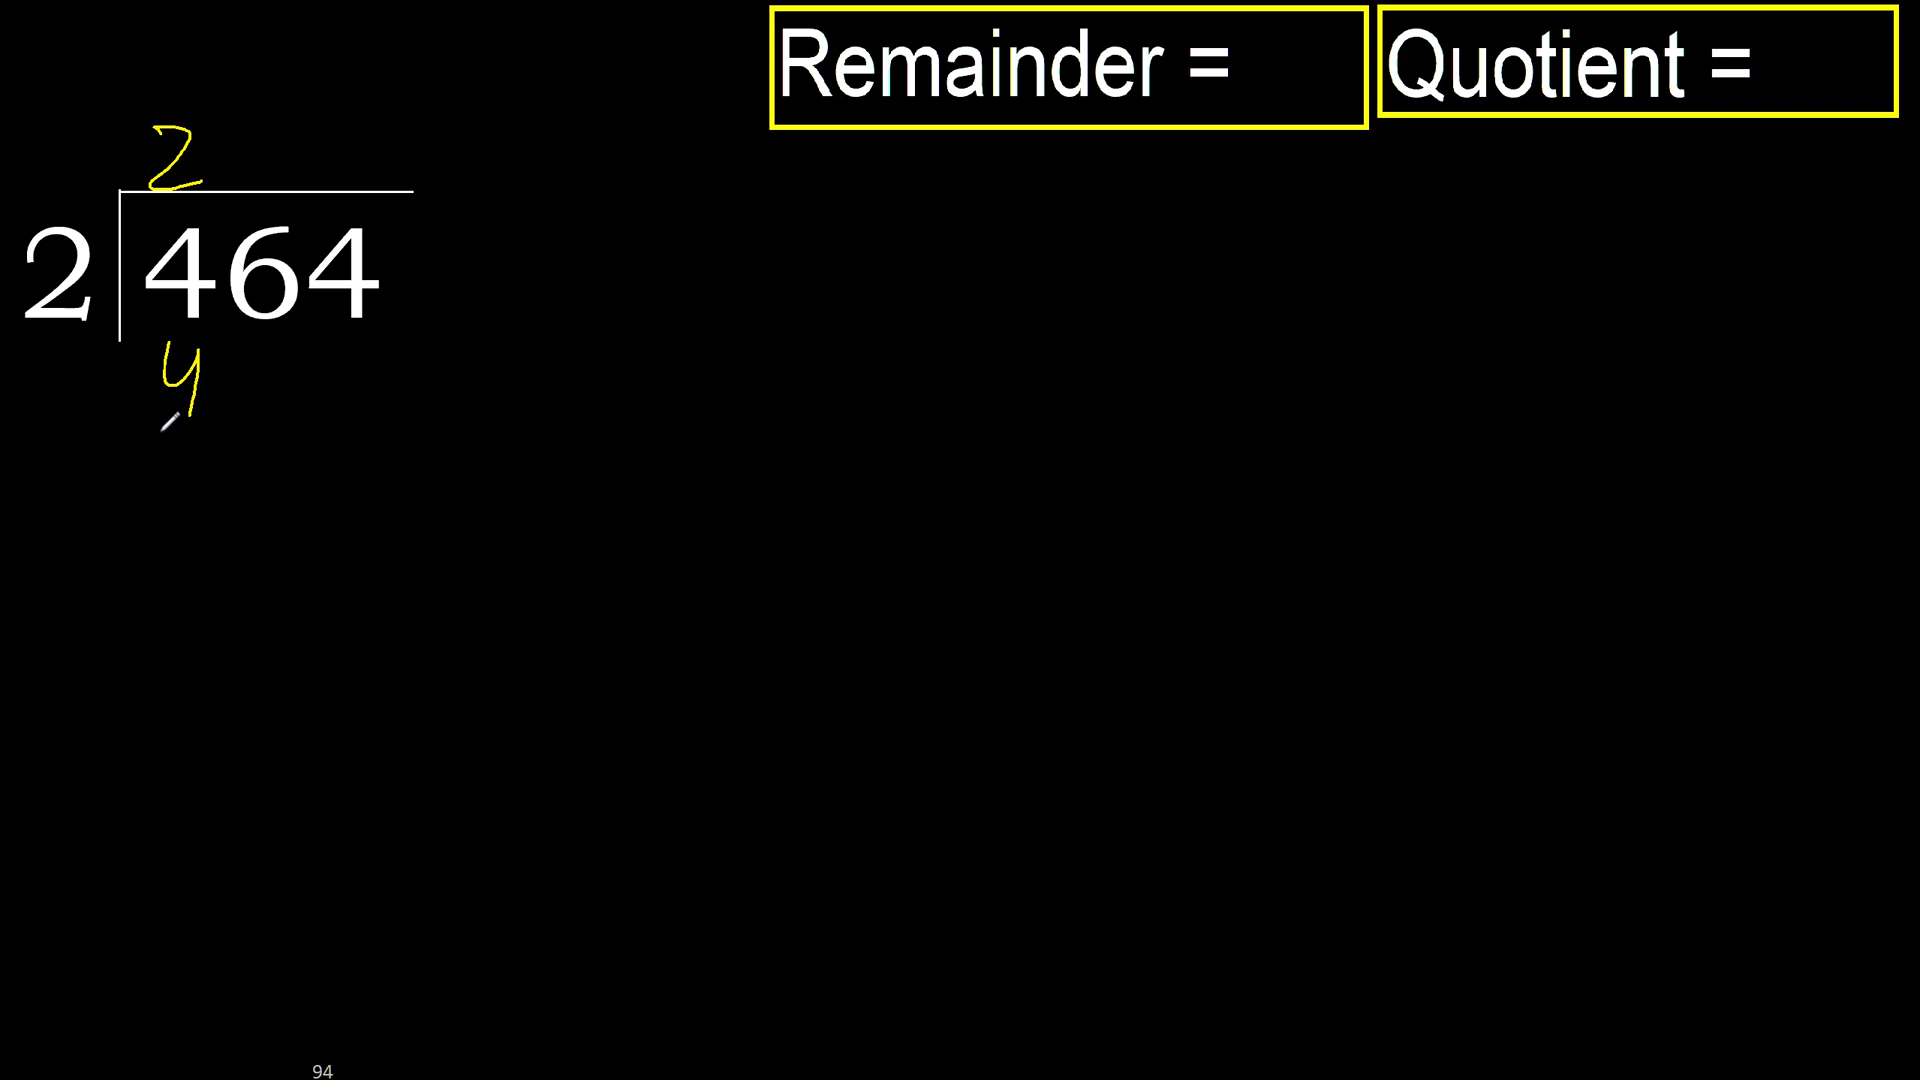 Remainder = Quotient =
2
2 464
4
94